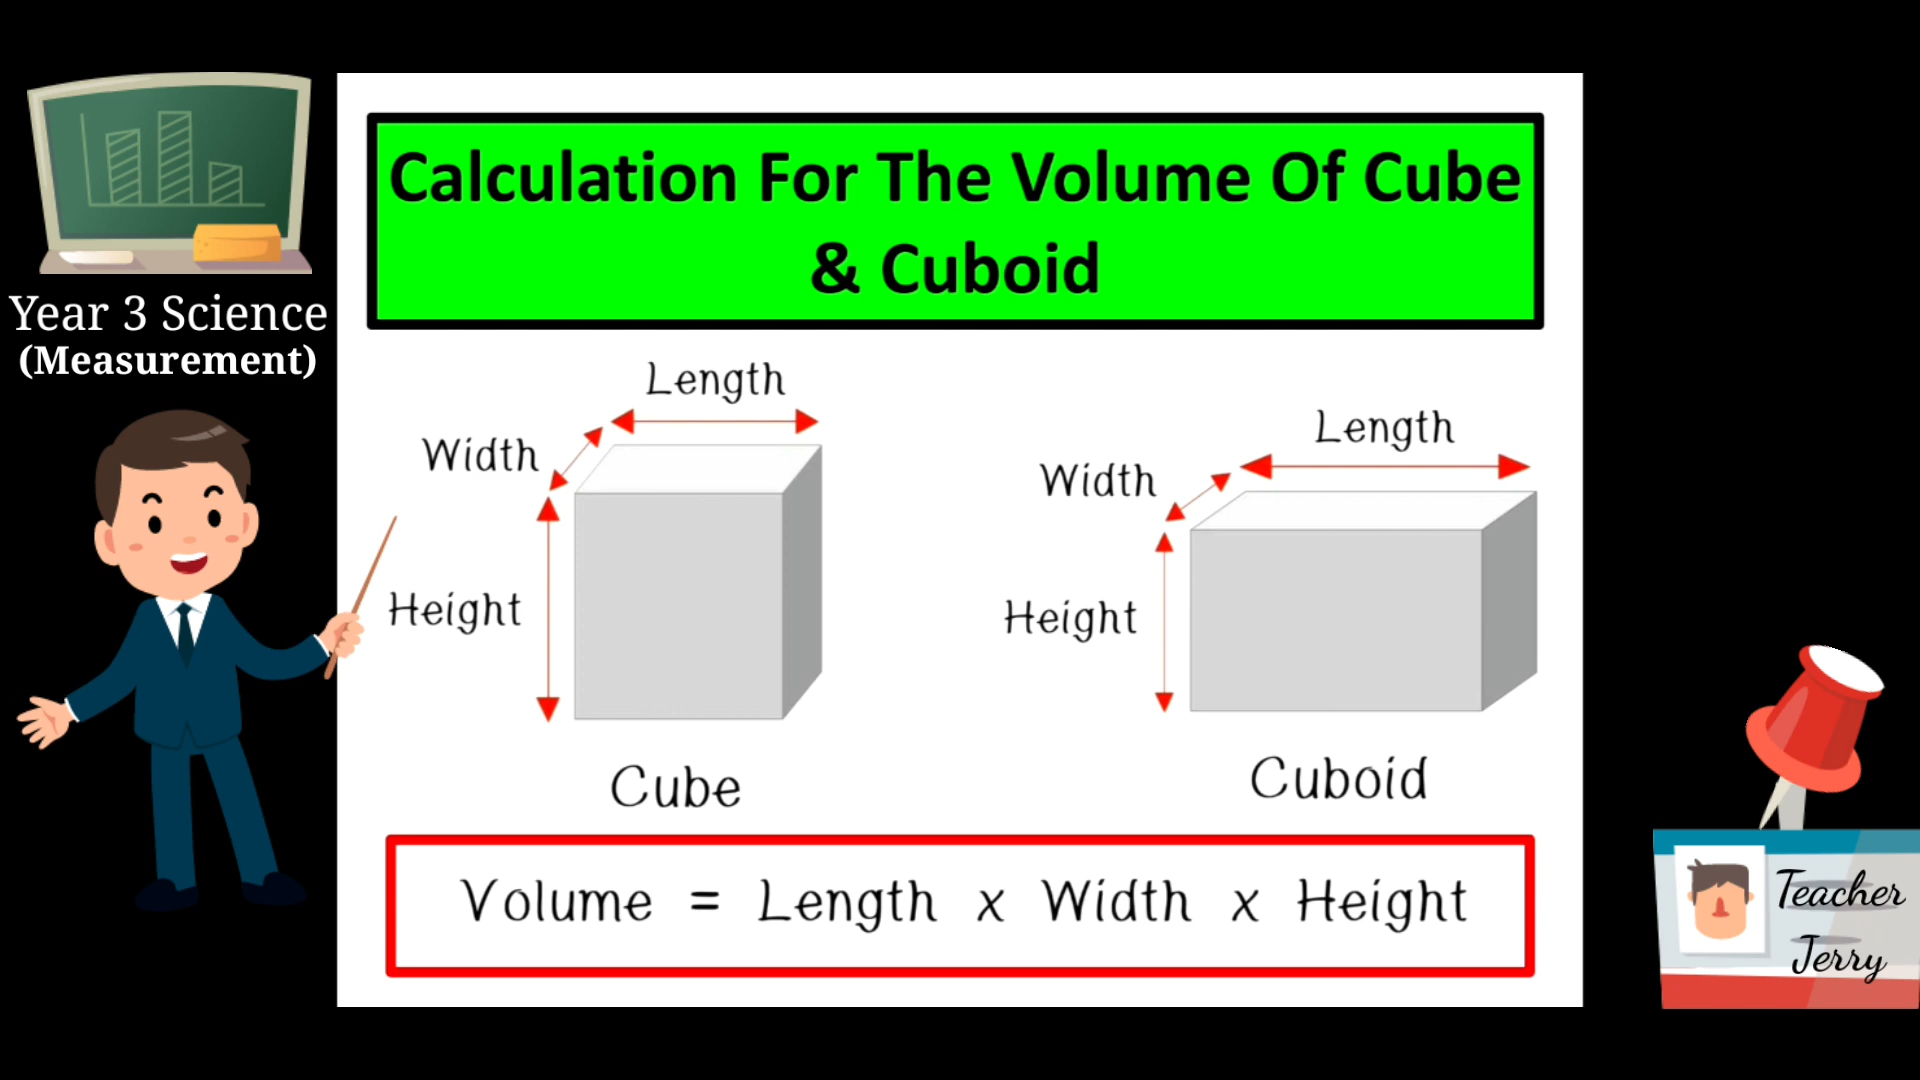 Calculation For The Volume Of Cube
& Cuboid
Year 3 Science
(Measurement)
Length
Width
Height
Cube
Length
Width
Height
Cuboid
Volume = Length x Width x Height
Teacher
Jerry